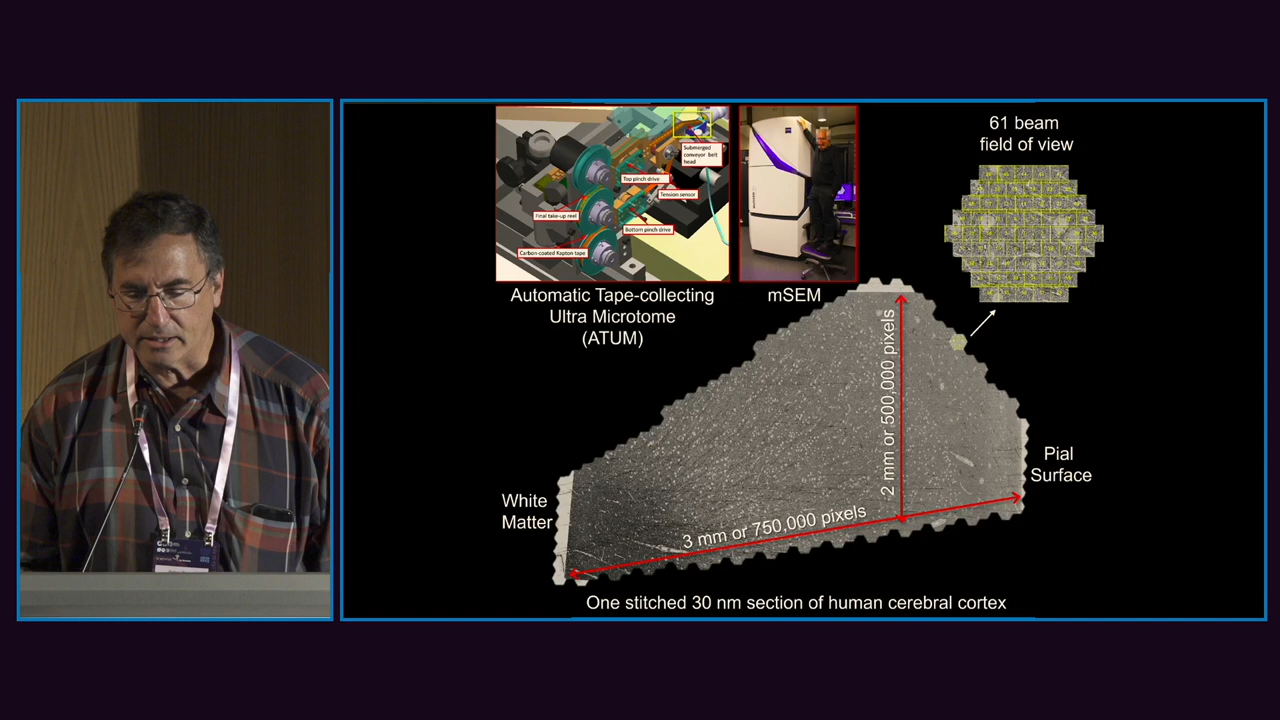 Submerged
conveyor belt
head
Top pinch drive
Tension sensor
Final take-up reel
Bottom pinch drive
Carbon-coated Kapton tape
Automatic Tape-collecting
Ultra Microtome
(ATUM)
mSEM
61 beam
field of view
2 mm or 500,000 pixels
3 mm or 750,000 pixels
White
Matter
Pial
Surface
One stitched 30 nm section of human cerebral cortex